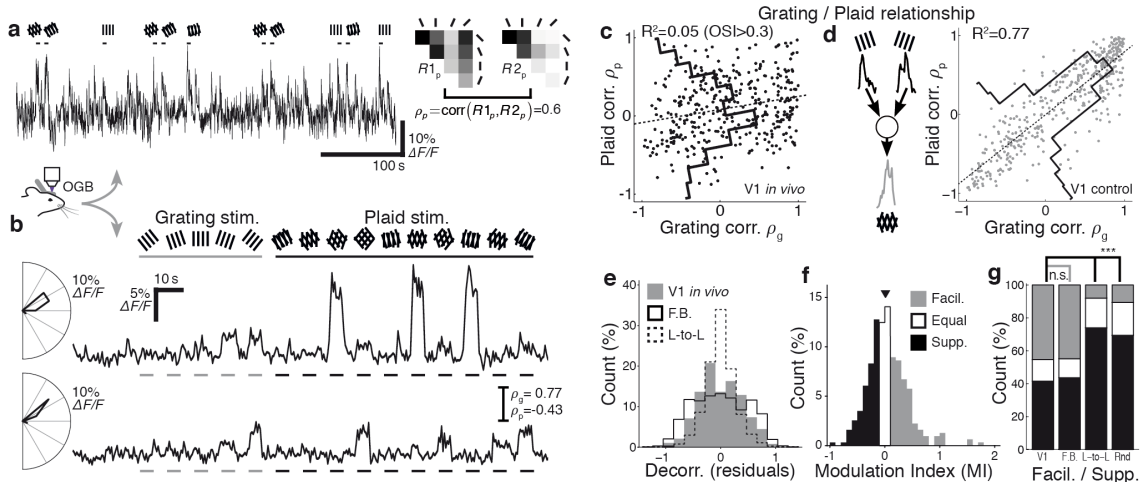 Grating / Plaid relationship
a
R1p
R2p
ρp=corr(R1p,R2p)=0.6
10%
ΔF/F
100 s
OGB
b
Grating stim.
Plaid stim.
10%
ΔF/F
5%
ΔF/F
10 s
10%
ΔF/F
ρg= 0.77
ρp=-0.43
c
R²=0.05 (OSI>0.3)
Plaid corr. ρp
1
0
-1
V1 in vivo
-1
0
1
Grating corr. ρg
d
R²=0.77
Plaid corr. ρp
1
0
-1
V1 control
-1
0
1
Grating corr. ρg
e
V1 in vivo
F.B.
L-to-L
Count (%)
40
30
20
10
0
-1
0
1
Decorr. (residuals)
f
Facil.
Equal
Supp.
Count (%)
15
10
5
0
-1
0
1
2
Modulation Index (MI)
g
***
n.s.
Count (%)
100
80
60
40
20
0
V1
F.B.
L-to-L
Rnd
Facil. / Supp.